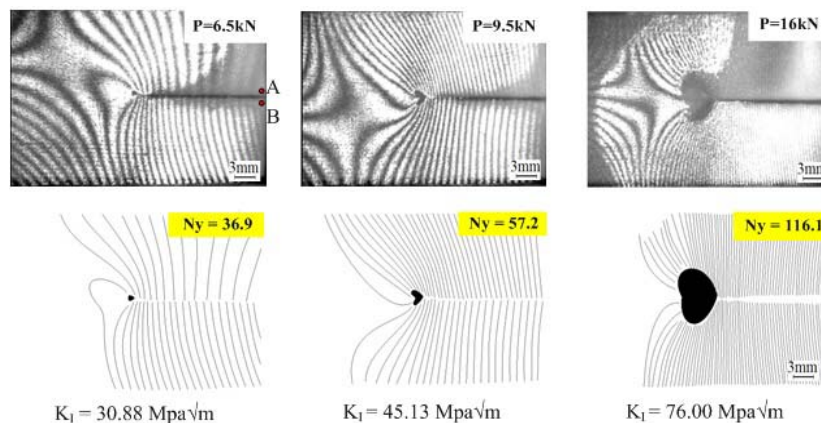 P=6.5kN
P=9.5kN
P=16kN
A
B
3mm
3mm
3mm
Ny = 36.9
Ny = 57.2
Ny = 116.1
3mm
K_I = 30.88 Mpa√m
K_I = 45.13 Mpa√m
K_I = 76.00 Mpa√m